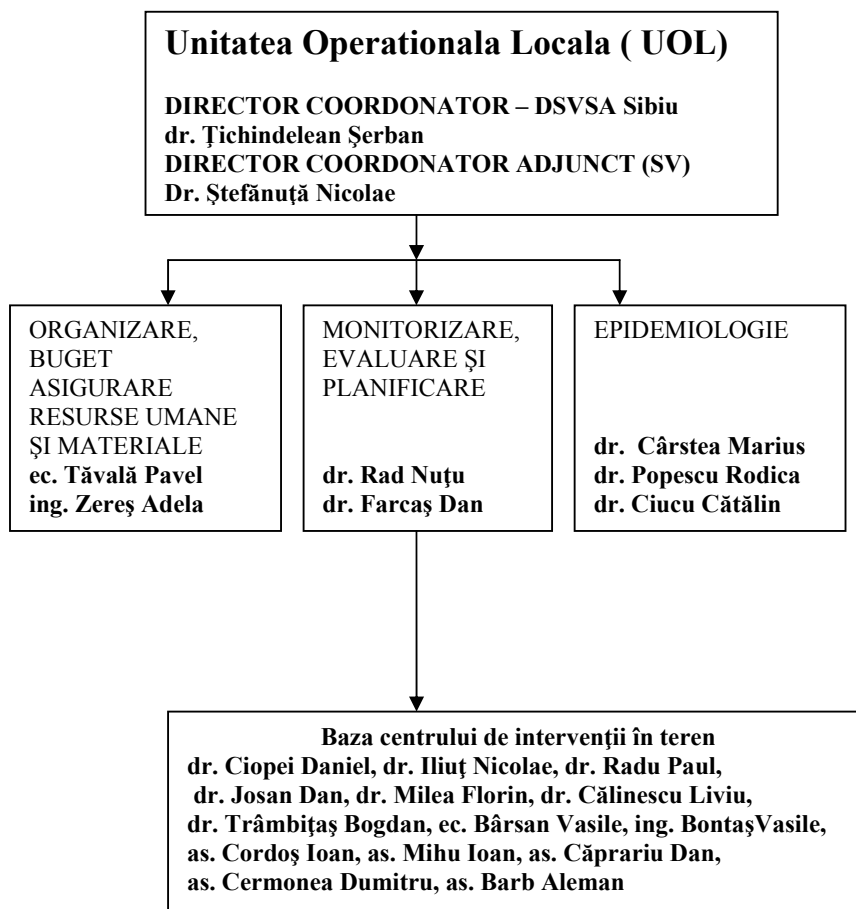 Unitatea Operationala Locala ( UOL)
DIRECTOR COORDONATOR – DSVSA Sibiu
dr. Ţichindelean Şerban
DIRECTOR COORDONATOR ADJUNCT (SV)
Dr. Ştefănuţă Nicolae
ORGANIZARE,
BUGET
ASIGURARE
RESURSE UMANE
ŞI MATERIALE
ec. Tăvală Pavel
ing. Zereş Adela
MONITORIZARE,
EVALUARE ŞI
PLANIFICARE
dr. Rad Nuţu
dr. Farcaş Dan
EPIDEMIOLOGIE
dr. Cârstea Marius
dr. Popescu Rodica
dr. Ciucu Cătălin
Baza centrului de intervenţii în teren
dr. Ciopei Daniel, dr. Iliuţ Nicolae, dr. Radu Paul,
dr. Josan Dan, dr. Milea Florin, dr. Călinescu Liviu,
dr. Trâmbiţaş Bogdan, ec. Bârsan Vasile, ing. BontaşVasile,
as. Cordoş Ioan, as. Mihu Ioan, as. Căprariu Dan,
as. Cermonea Dumitru, as. Barb Aleman